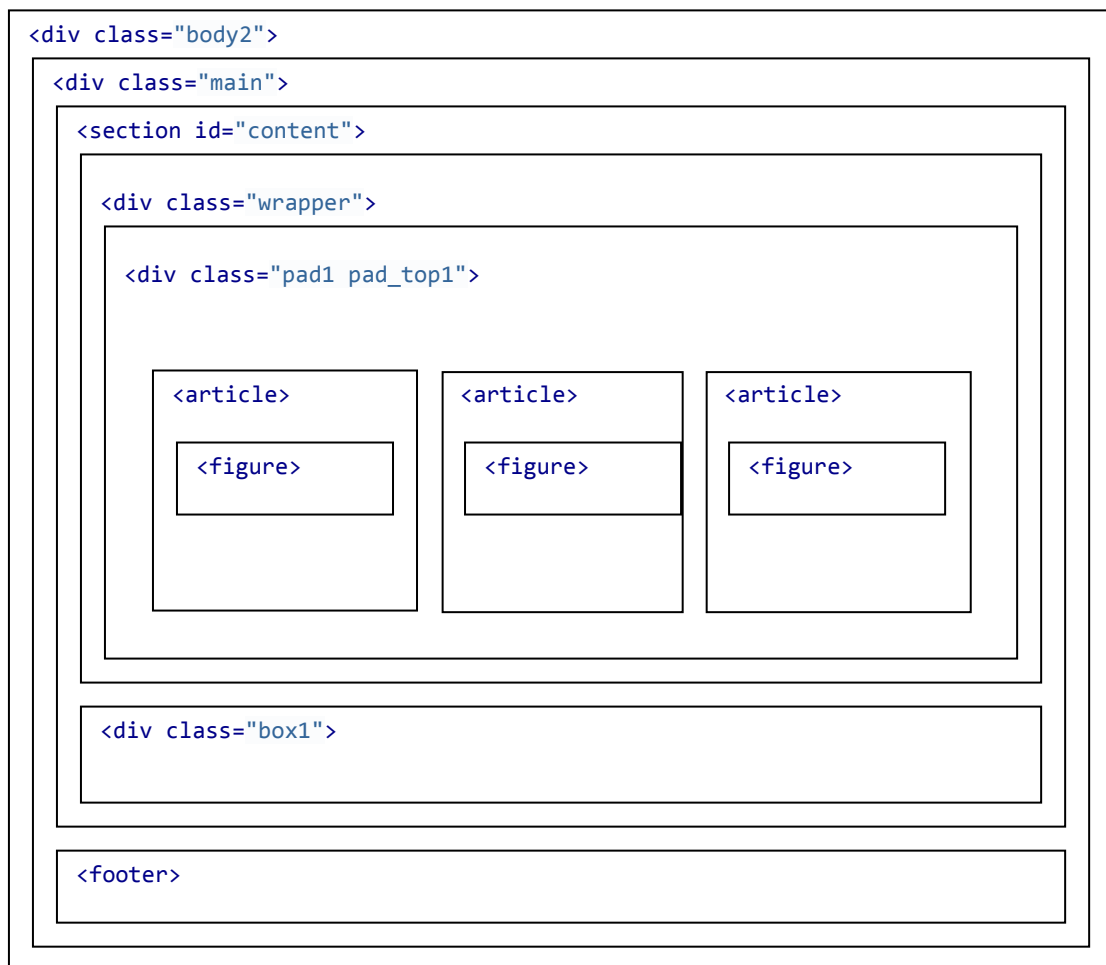 <div class="body2">
<div class="main">
<section id="content">
<div class="wrapper">
<div class="pad1 pad_top1">
<article> <article> <article>
<figure> <figure> <figure>
<div class="box1">
<footer>